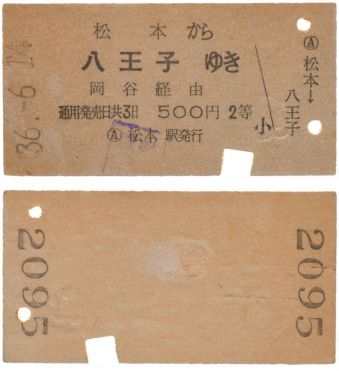 松本から
八王子ゆき
岡谷経由
通用発売日共3日 500円 2等
Ⓐ 松本駅発行
36.-6.14
小
Ⓐ 松本→八王子
2095
2095